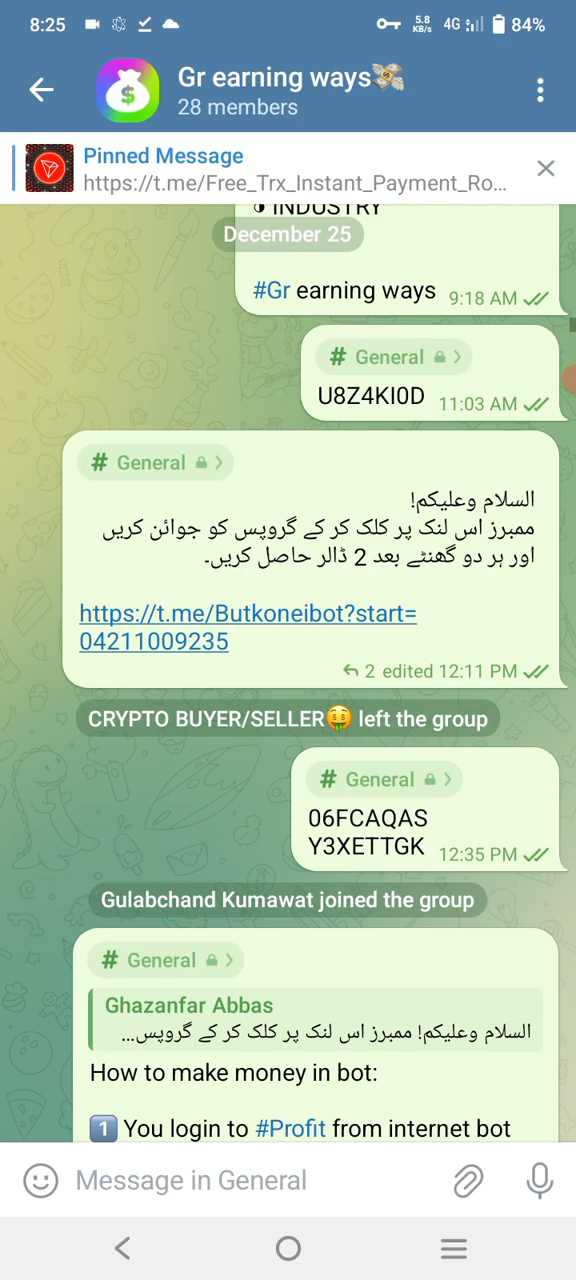 8:25
5.8 KB/s 4G 84%
Gr earning ways💸
28 members
Pinned Message
https://t.me/Free_Trx_Instant_Payment_Ro...
INDUSTRY
December 25
#Gr earning ways 9:18 AM
# General
U8Z4KI0D 11:03 AM
# General
السلام وعلیکم!
ممبرز اس لنک پر کلک کر کے گروپس کو جوائن کریں
اور ہر دو گھنٹے بعد 2 ڈالر حاصل کریں۔
https://t.me/Butkoneibot?start=
04211009235
2 edited 12:11 PM
CRYPTO BUYER/SELLER🤑 left the group
# General
06FCAQAS
Y3XETTGK 12:35 PM
Gulabchand Kumawat joined the group
# General
Ghazanfar Abbas
السلام وعلیکم! ممبرز اس لنک پر کلک کر کے گروپس...
How to make money in bot:
1️⃣ You login to #Profit from internet bot
Message in General